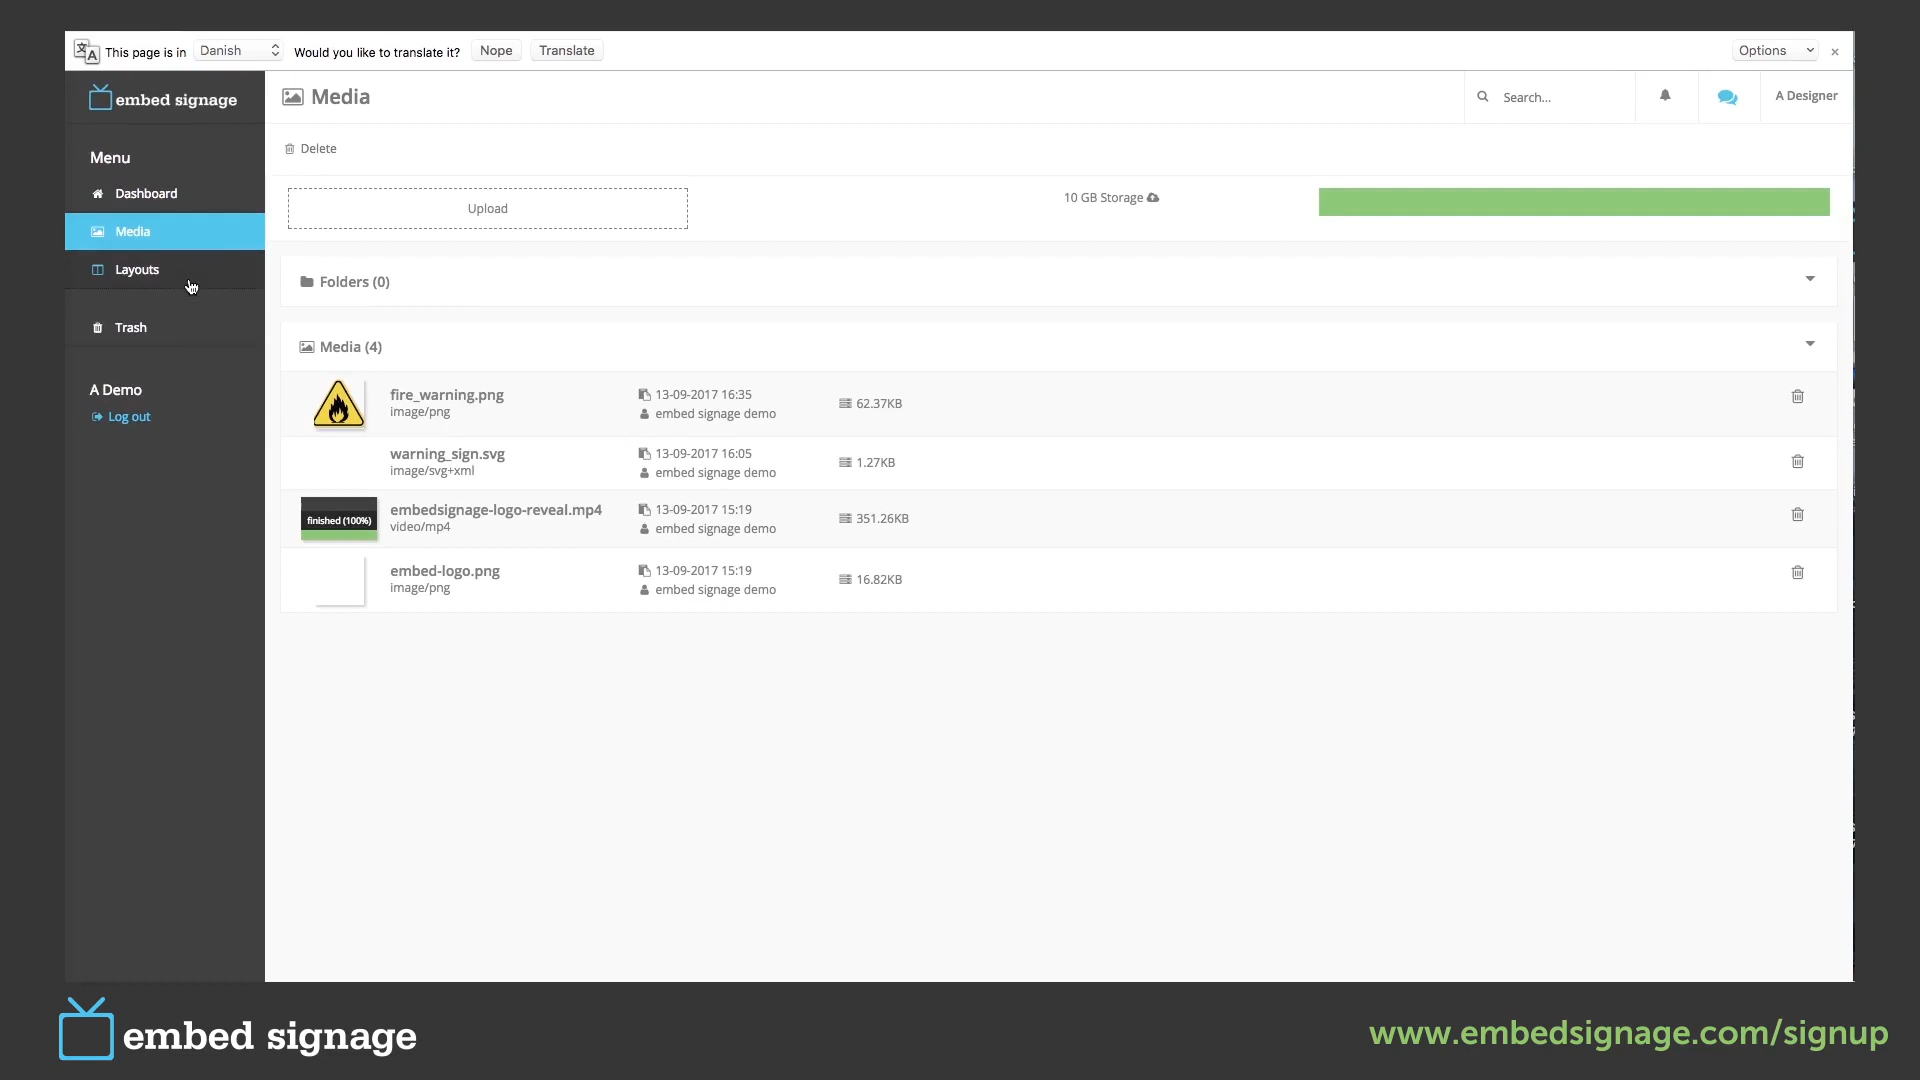 This page is in Danish Would you like to translate it? Nope Translate Options ×
embed signage
Media
Search...
A Designer
Menu
Dashboard
Media
Layouts
Trash
A Demo
Log out
Delete
Upload
10 GB Storage
Folders (0)
Media (4)
fire_warning.png
image/png
13-09-2017 16:35
embed signage demo
62.37KB
warning_sign.svg
image/svg+xml
13-09-2017 16:05
embed signage demo
1.27KB
finished (100%)
embedsignage-logo-reveal.mp4
video/mp4
13-09-2017 15:19
embed signage demo
351.26KB
embed-logo.png
image/png
13-09-2017 15:19
embed signage demo
16.82KB
embed signage
www.embedsignage.com/signup